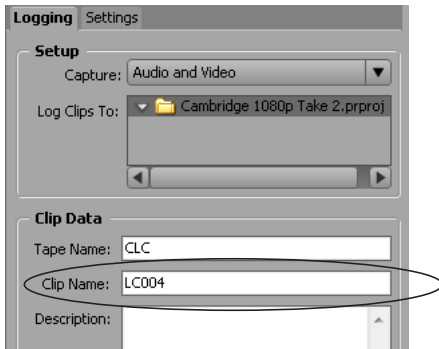 Logging Settings
Setup
Capture: Audio and Video
Log Clips To: Cambridge 1080p Take 2.prproj
Clip Data
Tape Name: CLC
Clip Name: LC004
Description: